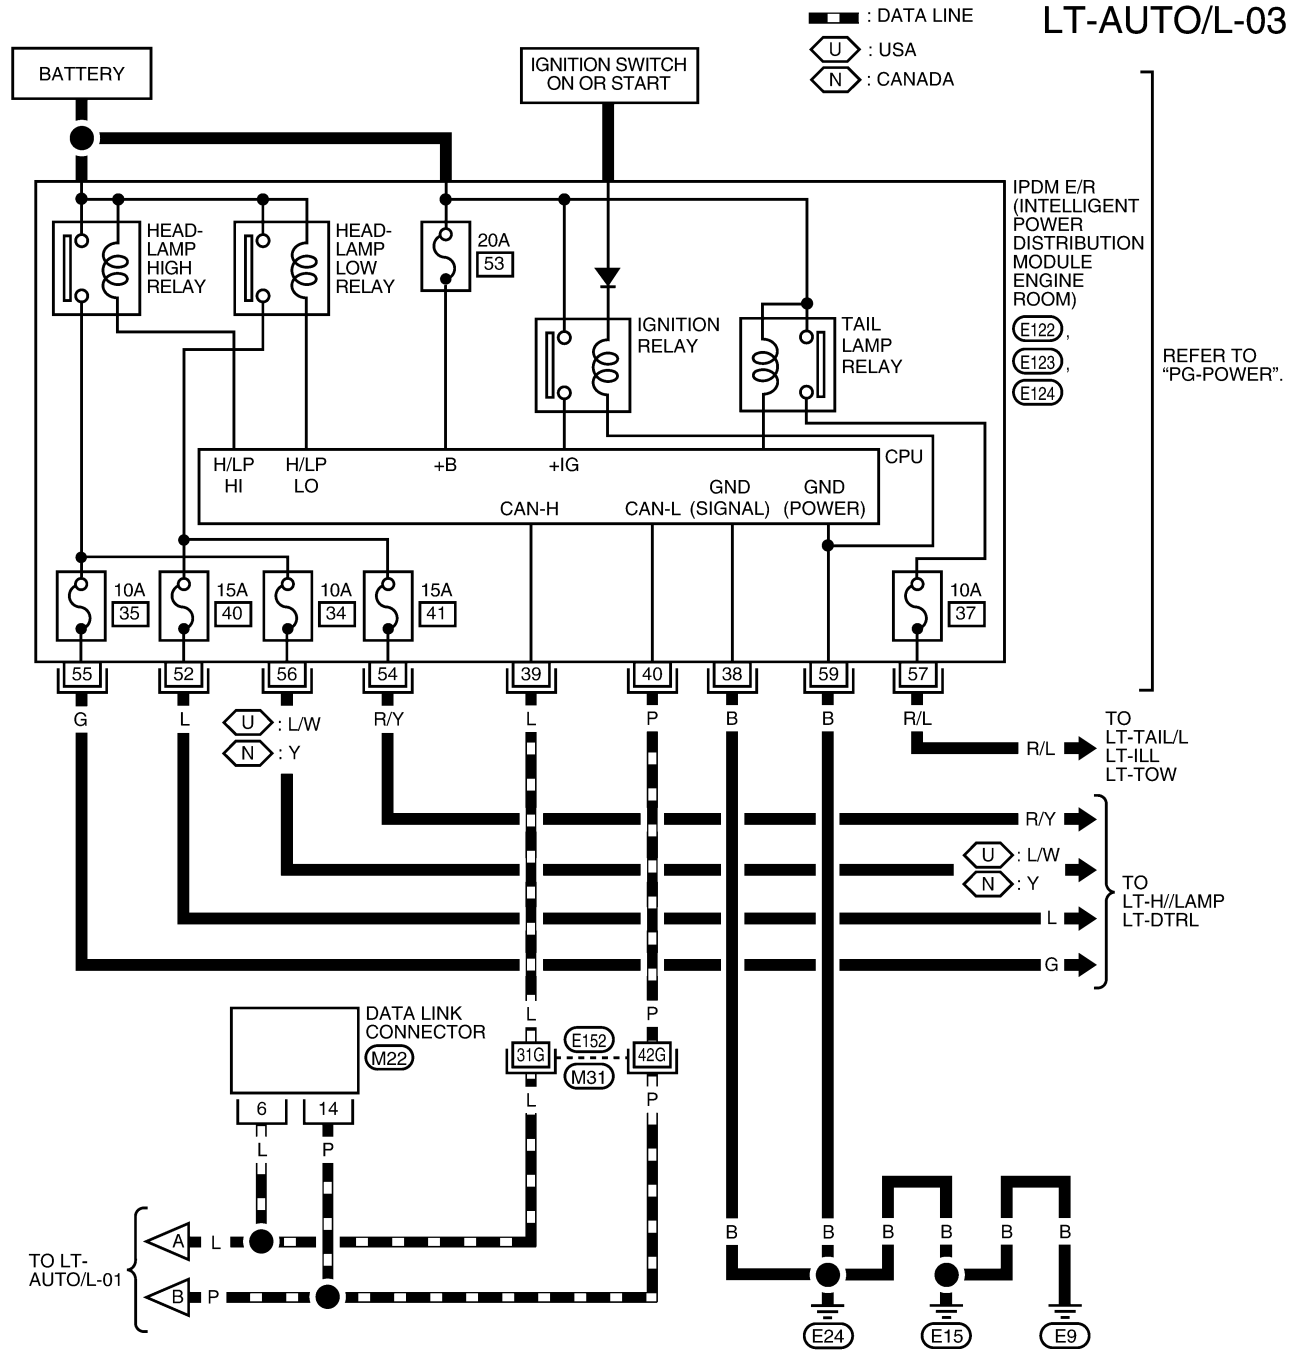 : DATA LINE
LT-AUTO/L-03
U : USA
N : CANADA
BATTERY
IGNITION SWITCH
ON OR START
IPDM E/R
(INTELLIGENT
POWER
DISTRIBUTION
MODULE
ENGINE
ROOM)
E122 ,
E123 ,
E124
REFER TO
“PG-POWER”.
HEAD-
LAMP
HIGH
RELAY
HEAD-
LAMP
LOW
RELAY
20A
53
IGNITION
RELAY
TAIL
LAMP
RELAY
H/LP
HI
H/LP
LO
+B
+IG
CPU
CAN-H
CAN-L
GND
(SIGNAL)
GND
(POWER)
10A
35
15A
40
10A
34
15A
41
10A
37
55 52 56 54 39 40 38 59 57
G L U : L/W R/Y L P B B R/L
N : Y
R/L
TO
LT-TAIL/L
LT-ILL
LT-TOW
R/Y
U : L/W
N : Y
L
G
TO
LT-H//LAMP
LT-DTRL
DATA LINK
CONNECTOR
M22
6 14
L P
L P
31G E152 42G
M31
L P
A L
B P
TO LT-
AUTO/L-01
B B B B B B
E24 E15 E9